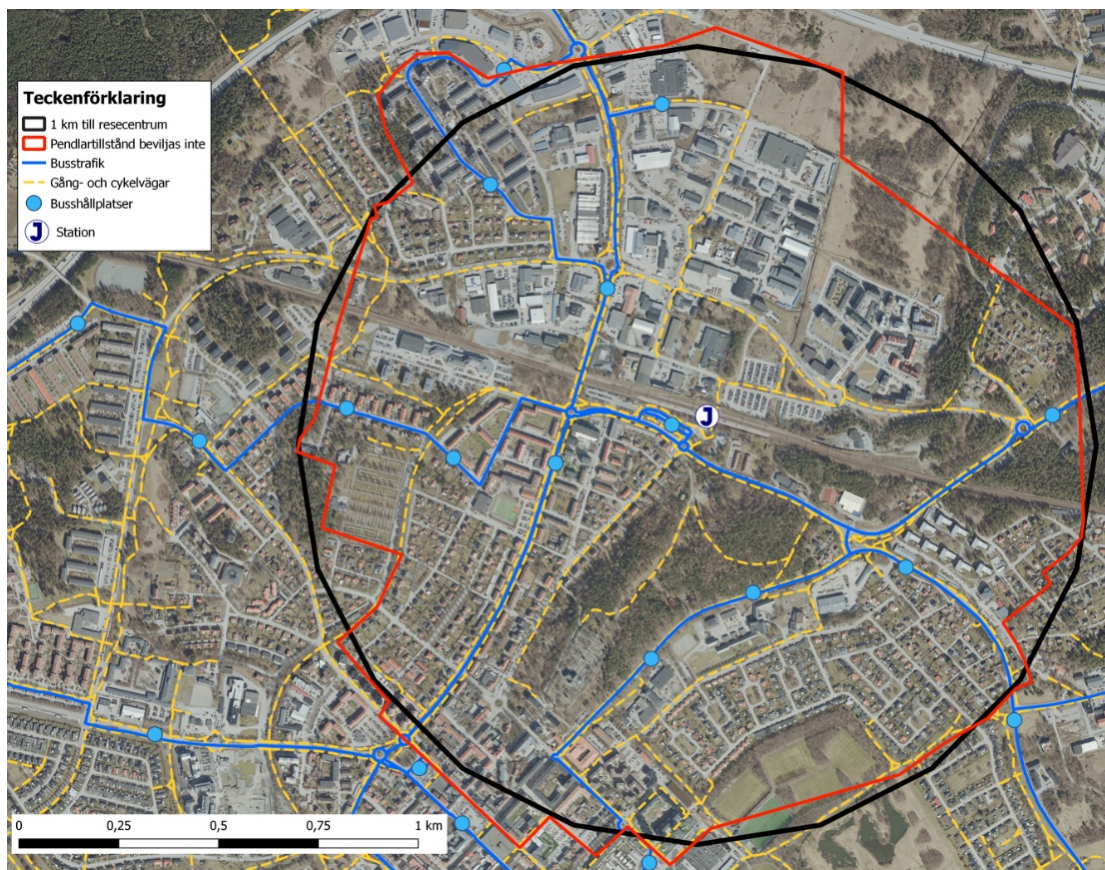 Teckenförklaring
1 km till resecentrum
Pendlartillstånd beviljas inte
Busstrafik
Gång- och cykelvägar
Busshållplatser
J Station
J
0 0,25 0,5 0,75 1 km